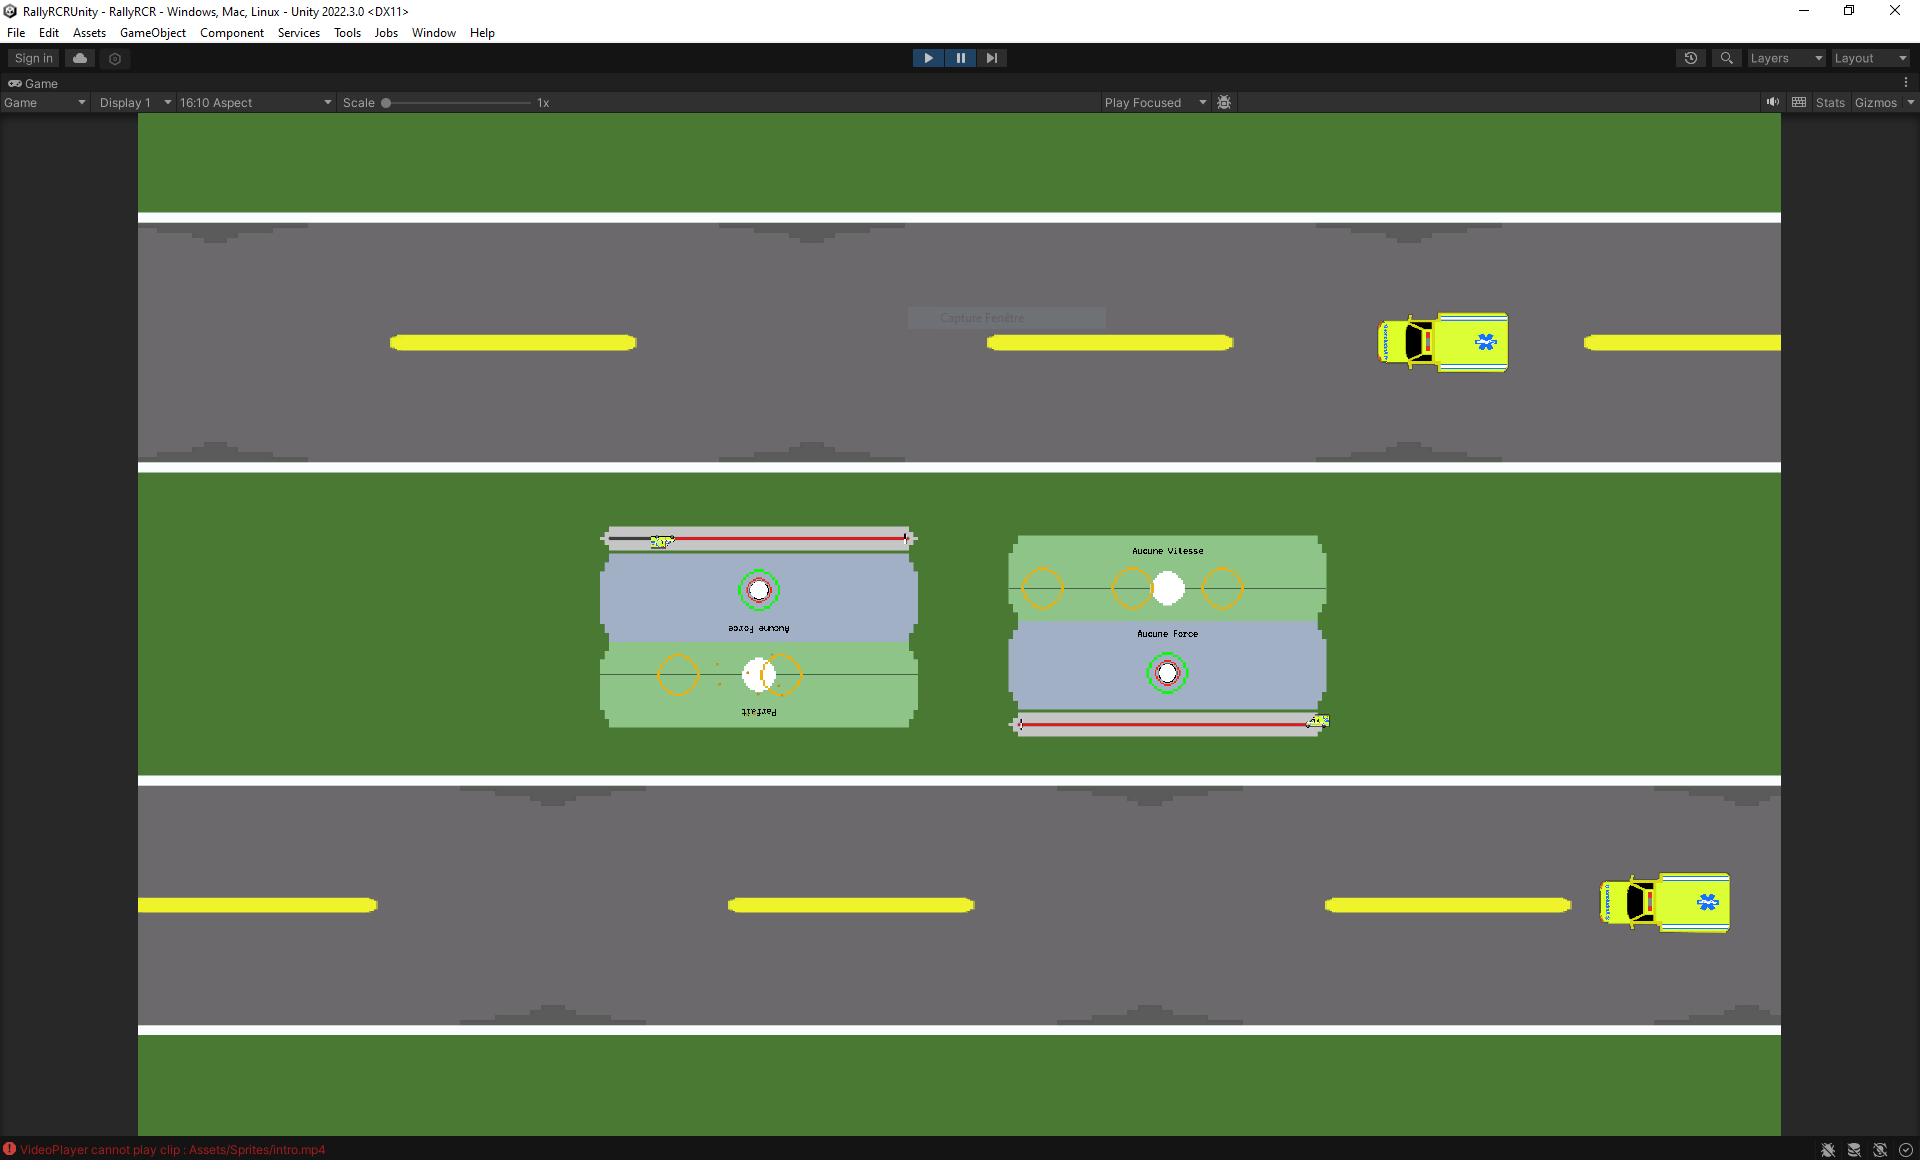 RallyRCRUnity - RallyRCR - Windows, Mac, Linux - Unity 2022.3.0 <DX11>
File Edit Assets GameObject Component Services Tools Jobs Window Help
Sign in
Layers
Layout
Game
Game
Display 1
16:10 Aspect
Scale
1x
Play Focused
Stats
Gizmos
Capture Fenêtre
Aucune Force
Parfait
Aucune Vitesse
Aucune Force
VideoPlayer cannot play clip : Assets/Sprites/intro.mp4